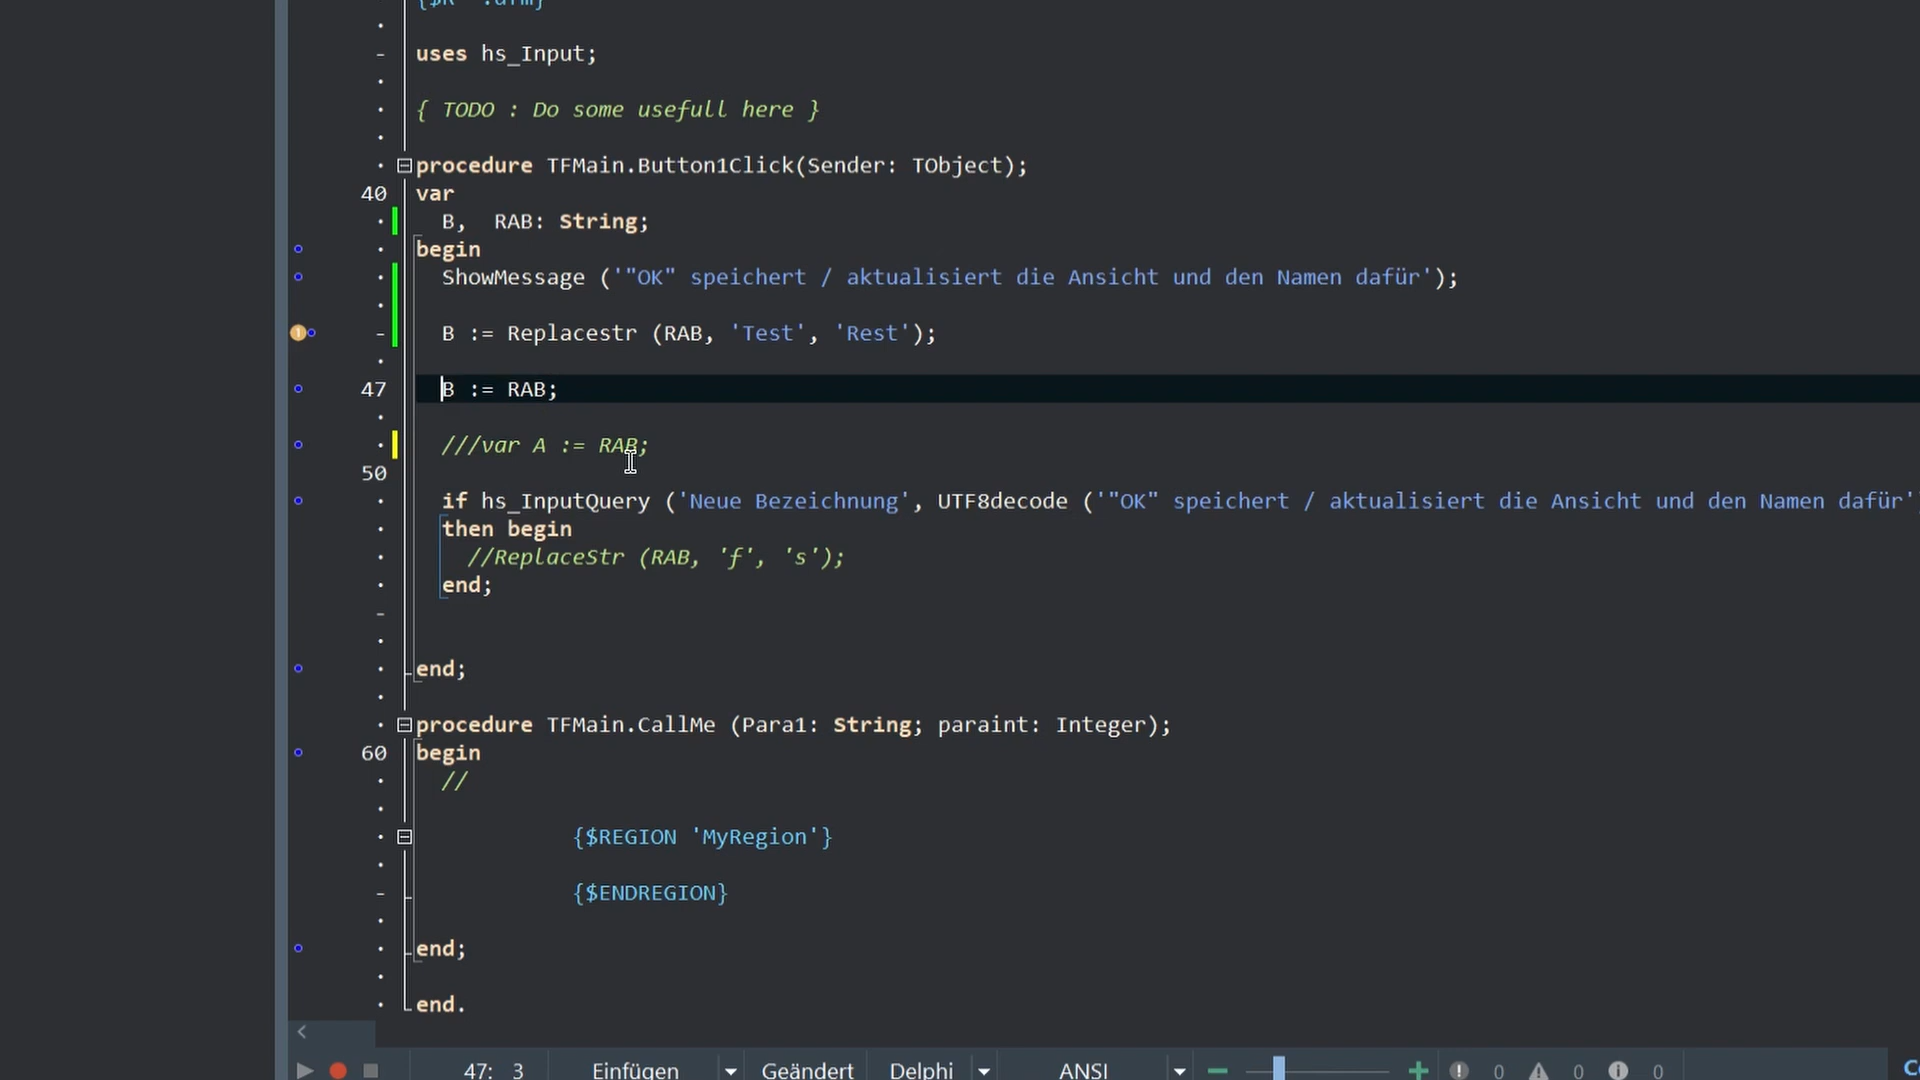 uses hs_Input;
{ TODO : Do some usefull here }
procedure TFMain.Button1Click(Sender: TObject);
40 var
B,  RAB: String;
begin
ShowMessage ('"OK" speichert / aktualisiert die Ansicht und den Namen dafür');
B := Replacestr (RAB, 'Test', 'Rest');
47 B := RAB;
///var A := RAB;
50
if hs_InputQuery ('Neue Bezeichnung', UTF8decode ('"OK" speichert / aktualisiert die Ansicht und den Namen dafür'
then begin
//ReplaceStr (RAB, 'f', 's');
end;
end;
procedure TFMain.CallMe (Para1: String; paraint: Integer);
60 begin
//
{$REGION 'MyRegion'}
{$ENDREGION}
end;
end.
47: 3 Einfügen Geändert Delphi ANSI 0 0 0